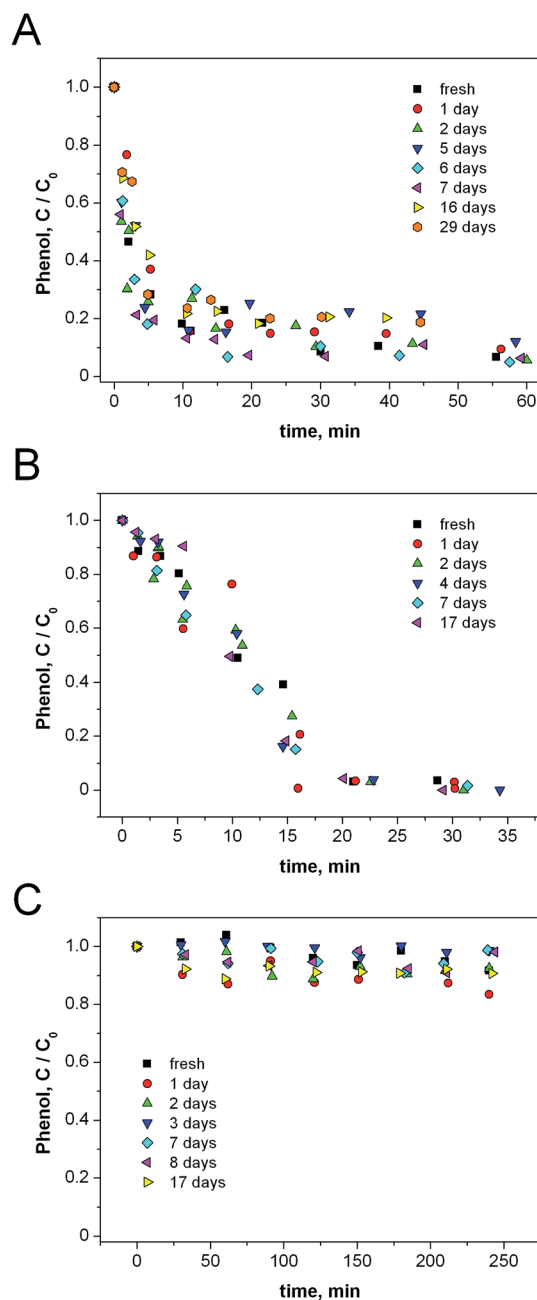 A
Phenol, C / C0
1.0
0.8
0.6
0.4
0.2
0
fresh
1 day
2 days
5 days
6 days
7 days
16 days
29 days
0 10 20 30 40 50 60
time, min
B
Phenol, C / C0
1.0
0.8
0.6
0.4
0.2
0
fresh
1 day
2 days
4 days
7 days
17 days
0 5 10 15 20 25 30 35
time, min
C
Phenol, C / C0
1.0
0.8
0.6
0.4
0.2
0
fresh
1 day
2 days
3 days
7 days
8 days
17 days
0 50 100 150 200 250
time, min